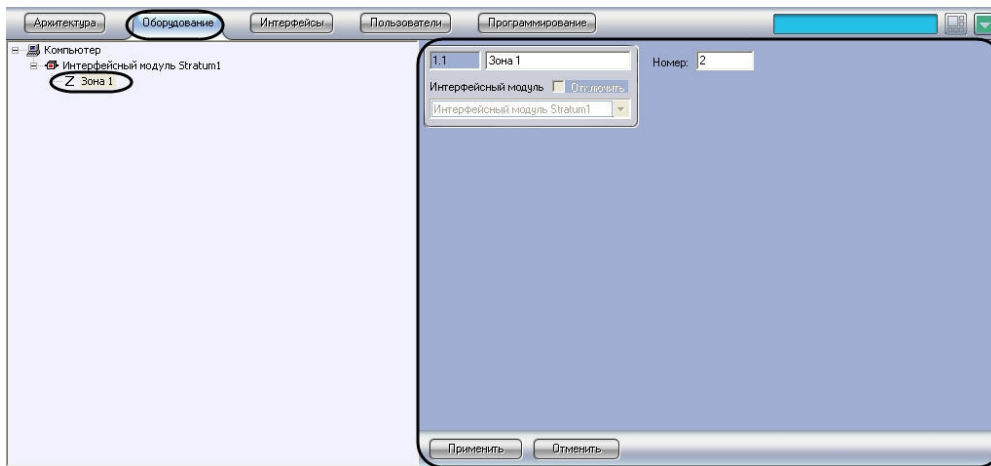 Архитектура Оборудование Интерфейсы Пользователи Программирование
Компьютер
Интерфейсный модуль Stratum1
Z Зона 1
1.1 Зона 1 Номер: 2
Интерфейсный модуль Отключить
Интерфейсный модуль Stratum1
Применить Отменить